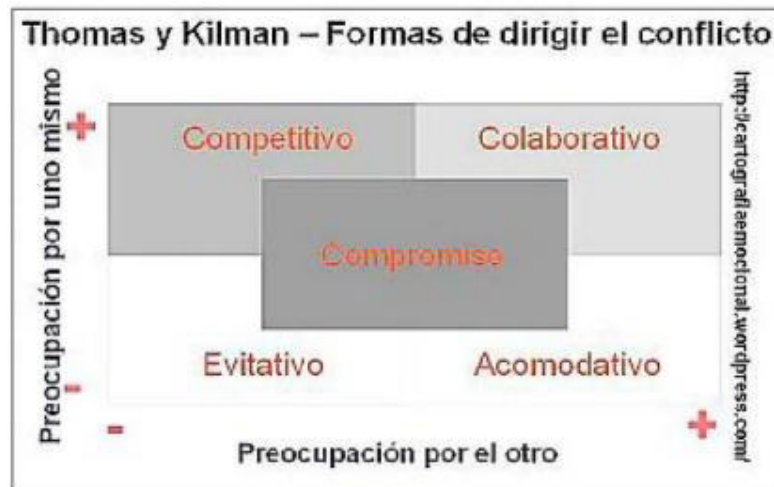 Thomas y Kilman – Formas de dirigir el conflicto
Preocupación por uno mismo
+
-
Competitivo
Colaborativo
Compromiso
Evitativo
Acomodativo
-
+
Preocupación por el otro
http://cartografiaemocional.wordpress.com/